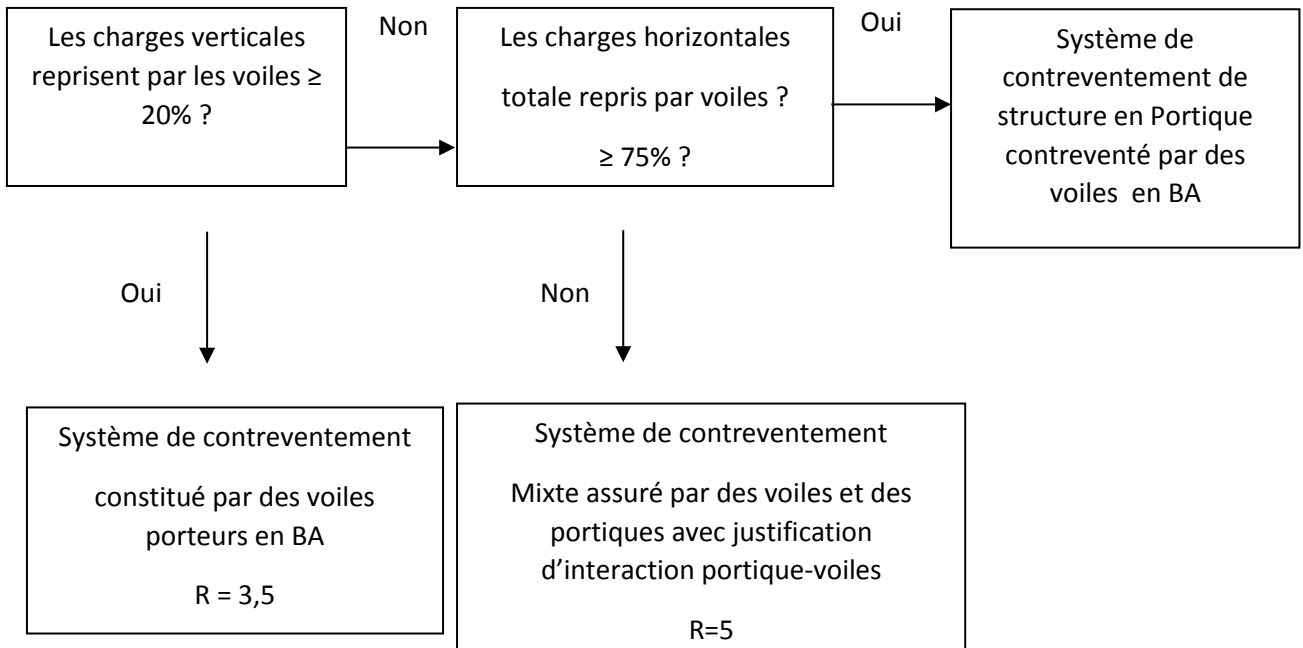 Les charges verticales
reprisent par les voiles ≥
20% ?
Non
Les charges horizontales
totale repris par voiles ?
≥ 75% ?
Oui
Système de
contreventement de
structure en Portique
contreventé par des
voiles en BA
Oui
Non
Système de contreventement
constitué par des voiles
porteurs en BA
R = 3,5
Système de contreventement
Mixte assuré par des voiles et des
portiques avec justification
d’interaction portique-voiles
R=5